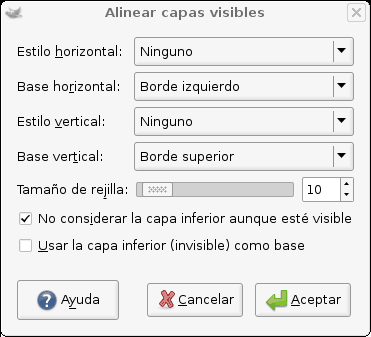 Alinear capas visibles
Estilo horizontal: Ninguno
Base horizontal: Borde izquierdo
Estilo vertical: Ninguno
Base vertical: Borde superior
Tamaño de rejilla: 10
No considerar la capa inferior aunque esté visible
Usar la capa inferior (invisible) como base
Ayuda Cancelar Aceptar